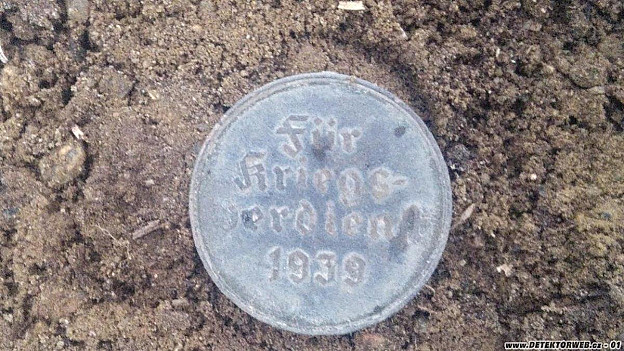 Für
Kriegs-
verdienst
1939
www.DETEKTORWEB.cz - 01